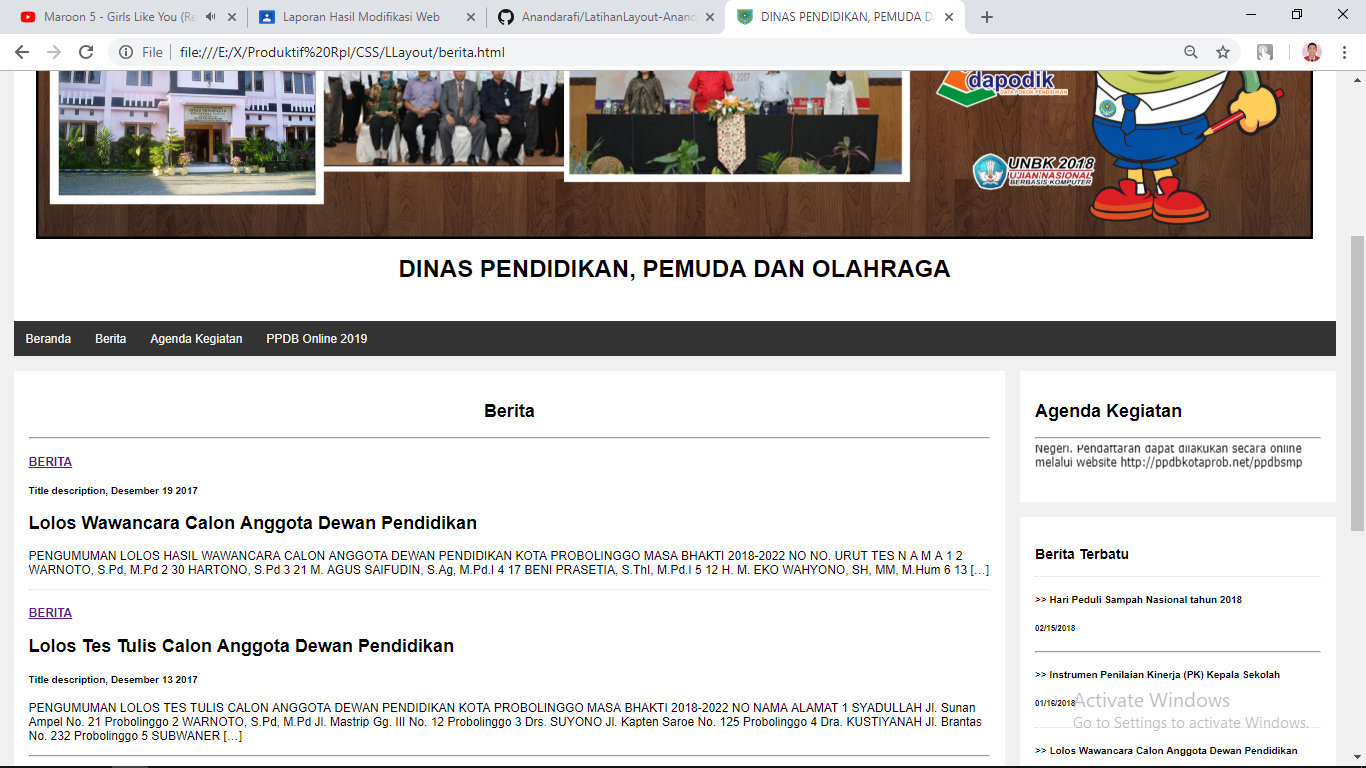 Maroon 5 - Girls Like You (Re
Laporan Hasil Modifikasi Web
Anandarafi/LatihanLayout-Anand
DINAS PENDIDIKAN, PEMUDA D
File
file:///E:/X/Produktif%20Rpl/CSS/LLayout/berita.html
2017
dapodik
DATA POKOK PENDIDIKAN
UNBK 2018
UJIAN NASIONAL
BERBASIS KOMPUTER
DINAS PENDIDIKAN, PEMUDA DAN OLAHRAGA
Beranda Berita Agenda Kegiatan PPDB Online 2019
Berita
BERITA
Title description, Desember 19 2017
Lolos Wawancara Calon Anggota Dewan Pendidikan
PENGUMUMAN LOLOS HASIL WAWANCARA CALON ANGGOTA DEWAN PENDIDIKAN KOTA PROBOLINGGO MASA BHAKTI 2018-2022 NO NO. URUT TES N A M A 1 2
WARNOTO, S.Pd, M.Pd 2 30 HARTONO, S.Pd 3 21 M. AGUS SAIFUDIN, S.Ag, M.Pd.I 4 17 BENI PRASETIA, S.ThI, M.Pd.I 5 12 H. M. EKO WAHYONO, SH, MM, M.Hum 6 13 […]
BERITA
Lolos Tes Tulis Calon Anggota Dewan Pendidikan
Title description, Desember 13 2017
PENGUMUMAN LOLOS TES TULIS CALON ANGGOTA DEWAN PENDIDIKAN KOTA PROBOLINGGO MASA BHAKTI 2018-2022 NO NAMA ALAMAT 1 SYADULLAH Jl. Sunan
Ampel No. 21 Probolinggo 2 WARNOTO, S.Pd, M.Pd Jl. Mastrip Gg. III No. 12 Probolinggo 3 Drs. SUYONO Jl. Kapten Saroe No. 125 Probolinggo 4 Dra. KUSTIYANAH Jl. Brantas
No. 232 Probolinggo 5 SUBWANER […]
Agenda Kegiatan
Negeri. Pendaftaran dapat dilakukan secara online
melalui website http://ppdbkotaprob.net/ppdbsmp
Berita Terbatu
>> Hari Peduli Sampah Nasional tahun 2018
02/15/2018
>> Instrumen Penilaian Kinerja (PK) Kepala Sekolah
01/16/2018
>> Lolos Wawancara Calon Anggota Dewan Pendidikan
Activate Windows
Go to Settings to activate Windows.